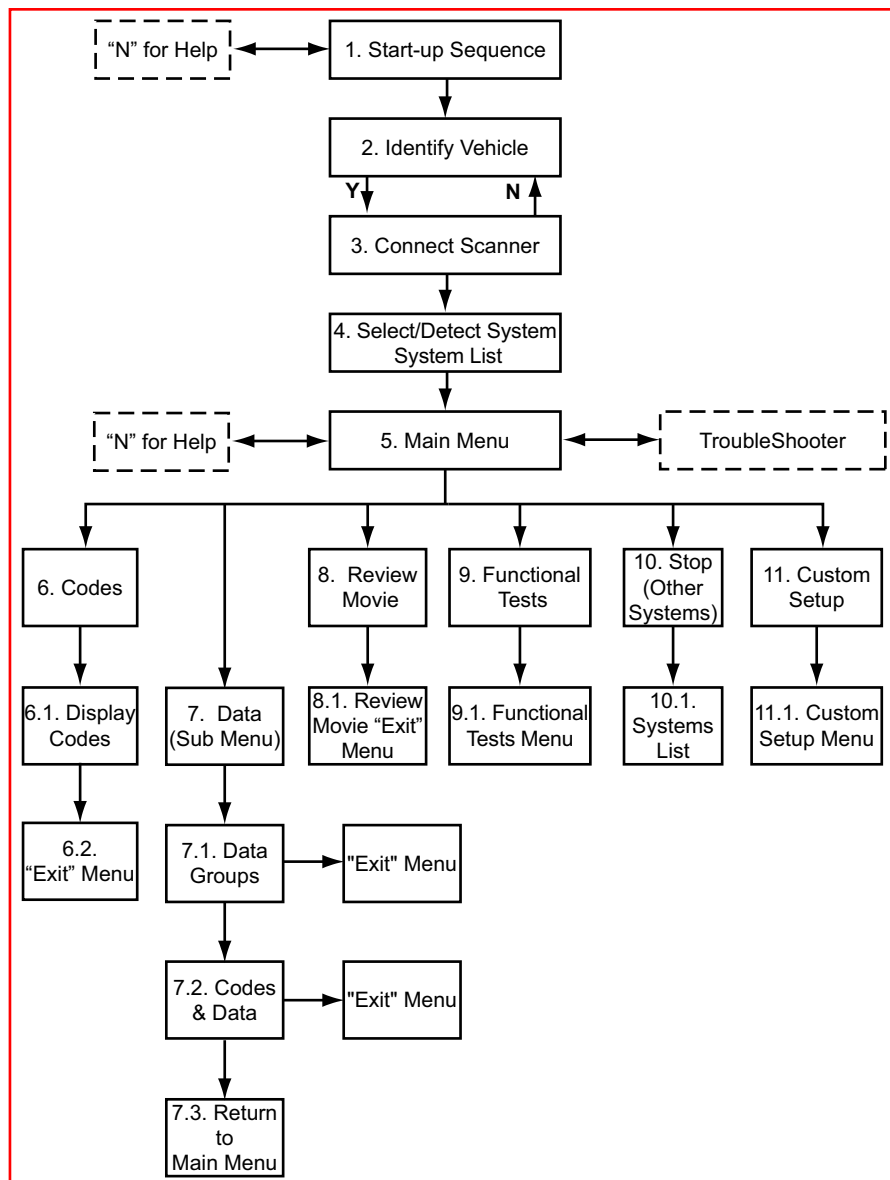 “N” for Help
1. Start-up Sequence
2. Identify Vehicle
Y
N
3. Connect Scanner
4. Select/Detect System
System List
“N” for Help
5. Main Menu
TroubleShooter
6. Codes
8. Review
Movie
9. Functional
Tests
10. Stop
(Other
Systems)
11. Custom
Setup
6.1. Display
Codes
7. Data
(Sub Menu)
8.1. Review
Movie “Exit”
Menu
9.1. Functional
Tests Menu
10.1.
Systems
List
11.1. Custom
Setup Menu
6.2.
“Exit” Menu
7.1. Data
Groups
"Exit" Menu
7.2. Codes
& Data
"Exit" Menu
7.3. Return
to
Main Menu